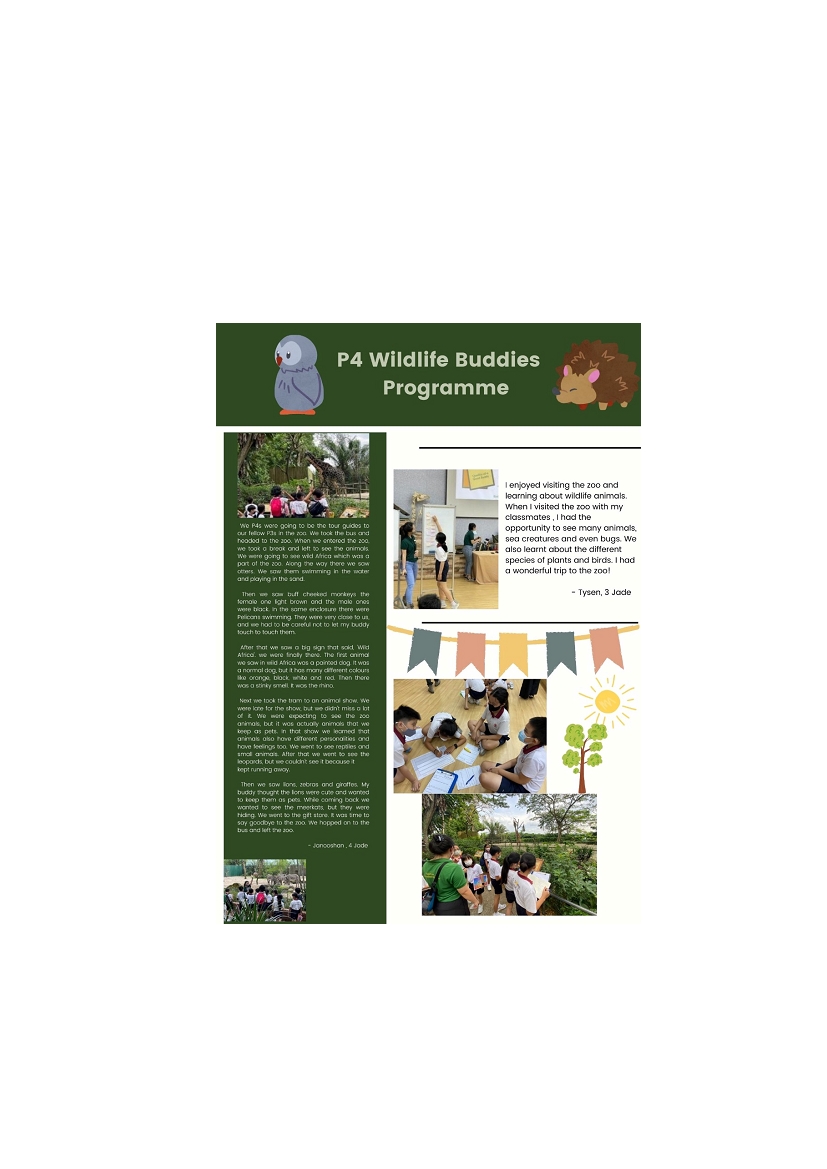 P4 Wildlife Buddies
Programme
We P4s were going to be the tour guides to
our fellow P3s in the zoo. We took the bus and
headed to the zoo. When we entered the zoo,
we took a break and left to see the animals.
We were going to see wild Africa which was a
part of the zoo. Along the way there we saw
otters. We saw them swimming in the water
and playing in the sand.
Then we saw buff cheeked monkeys the
female one light brown and the male ones
were black. In the same enclosure there were
Pelicans swimming. They were very close to us,
and we had to be careful not to let my buddy
touch to touch them.
After that we saw a big sign that said, 'Wild
Africa', we were finally there. The first animal
we saw in wild Africa was a painted dog. It was
a normal dog, but it has many different colours
like orange, black, white and red. Then there
was a stinky smell. It was the rhino.
Next we took the tram to an animal show. We
were late for the show, but we didn't miss a lot
of it. We were expecting to see the zoo
animals, but it was actually animals that we
keep as pets. In that show we learned that
animals also have different personalities and
have feelings too. We went to see reptiles and
small animals. After that we went to see the
leopards, but we couldn't see it because it
kept running away.
Then we saw lions, zebras and giraffes. My
buddy thought the lions were cute and wanted
to keep them as pets. While coming back we
wanted to see the meerkats, but they were
hiding. We went to the gift store. It was time to
say goodbye to the zoo. We hopped on to the
bus and left the zoo.
- Janooshan , 4 Jade
I enjoyed visiting the zoo and
learning about wildlife animals.
When I visited the zoo with my
classmates , I had the
opportunity to see many animals,
sea creatures and even bugs. We
also learnt about the different
species of plants and birds. I had
a wonderful trip to the zoo!
- Tysen, 3 Jade